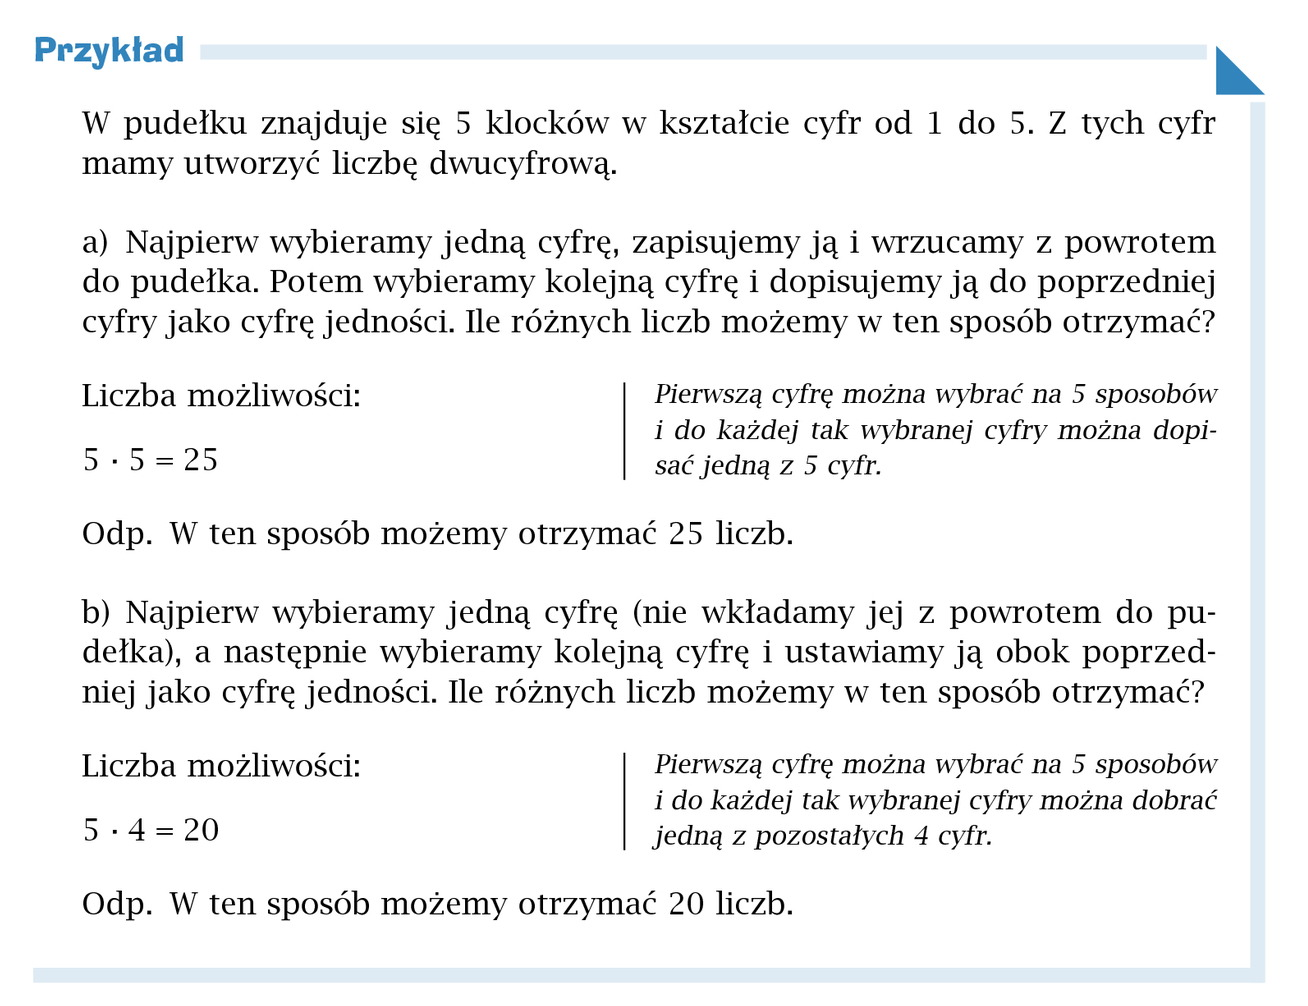 Przykład
W pudełku znajduje się 5 klocków w kształcie cyfr od 1 do 5. Z tych cyfr
mamy utworzyć liczbę dwucyfrową.
a) Najpierw wybieramy jedną cyfrę, zapisujemy ją i wrzucamy z powrotem
do pudełka. Potem wybieramy kolejną cyfrę i dopisujemy ją do poprzedniej
cyfry jako cyfrę jedności. Ile różnych liczb możemy w ten sposób otrzymać?
Liczba możliwości:
5 · 5 = 25
Pierwszą cyfrę można wybrać na 5 sposobów
i do każdej tak wybranej cyfry można dopi-
sać jedną z 5 cyfr.
Odp. W ten sposób możemy otrzymać 25 liczb.
b) Najpierw wybieramy jedną cyfrę (nie wkładamy jej z powrotem do pu-
dełka), a następnie wybieramy kolejną cyfrę i ustawiamy ją obok poprzed-
niej jako cyfrę jedności. Ile różnych liczb możemy w ten sposób otrzymać?
Liczba możliwości:
5 · 4 = 20
Pierwszą cyfrę można wybrać na 5 sposobów
i do każdej tak wybranej cyfry można dobrać
jedną z pozostałych 4 cyfr.
Odp. W ten sposób możemy otrzymać 20 liczb.